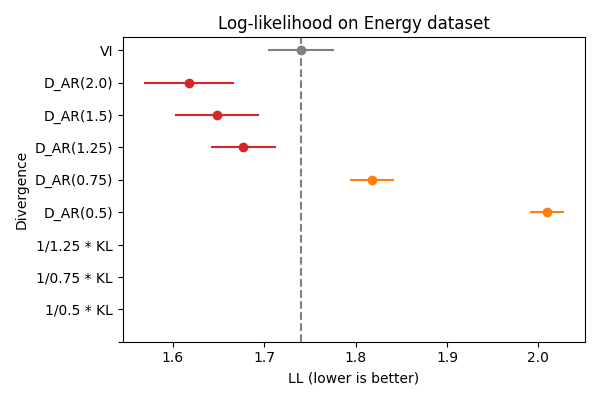 Log-likelihood on Energy dataset
VI
D_AR(2.0)
D_AR(1.5)
D_AR(1.25)
D_AR(0.75)
D_AR(0.5)
1/1.25 * KL
1/0.75 * KL
1/0.5 * KL
Divergence
1.6 1.7 1.8 1.9 2.0
LL (lower is better)